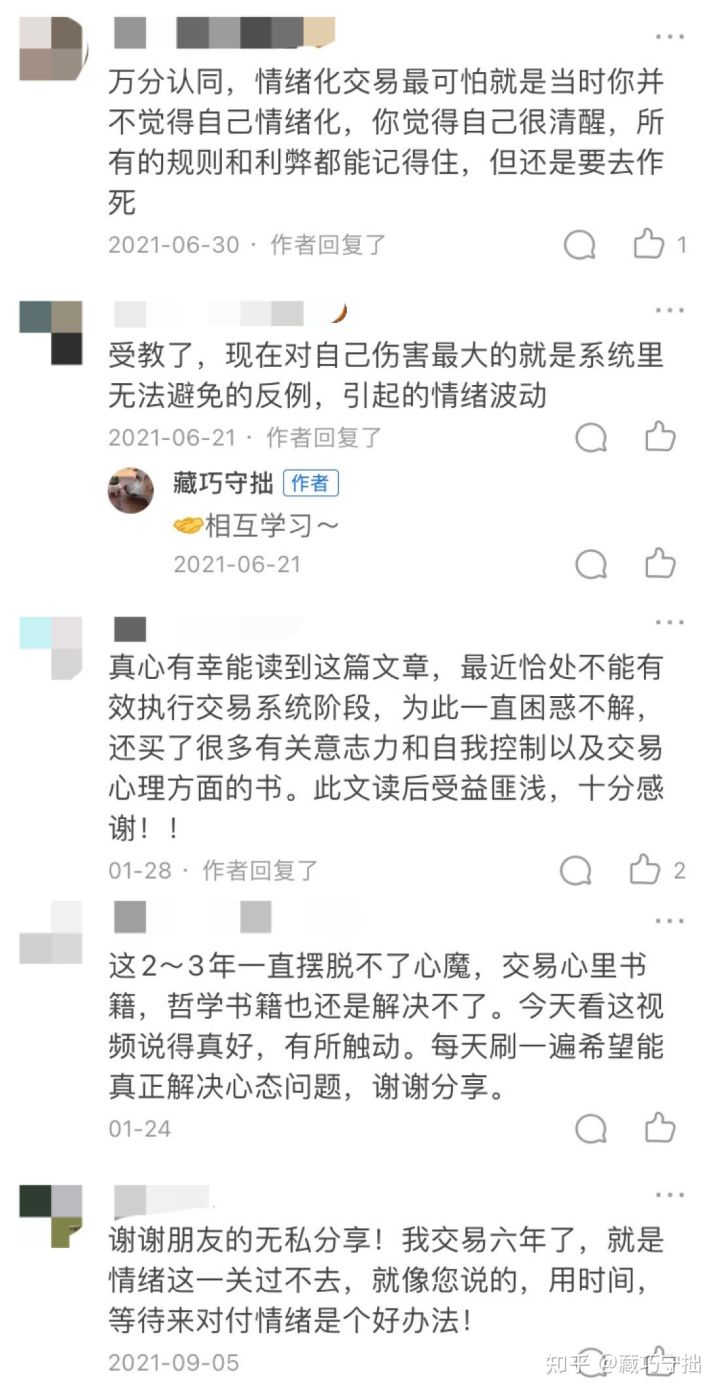 万分认同，情绪化交易最可怕就是当时你并
不觉得自己情绪化，你觉得自己很清醒，所
有的规则和利弊都能记得住，但还是要去作
死
2021-06-30 · 作者回复了
1
受教了，现在对自己伤害最大的就是系统里
无法避免的反例，引起的情绪波动
2021-06-21 · 作者回复了
藏巧守拙 作者
🤝相互学习～
2021-06-21
真心有幸能读到这篇文章，最近恰处不能有
效执行交易系统阶段，为此一直困惑不解，
还买了很多有关意志力和自我控制以及交易
心理方面的书。此文读后受益匪浅，十分感
谢！！
01-28 · 作者回复了
2
这2～3年一直摆脱不了心魔，交易心里书
籍，哲学书籍也还是解决不了。今天看这视
频说得真好，有所触动。每天刷一遍希望能
真正解决心态问题，谢谢分享。
01-24
谢谢朋友的无私分享！我交易六年了，就是
情绪这一关过不去，就像您说的，用时间，
等待来对付情绪是个好办法！
2021-09-05
知乎 @藏巧守拙